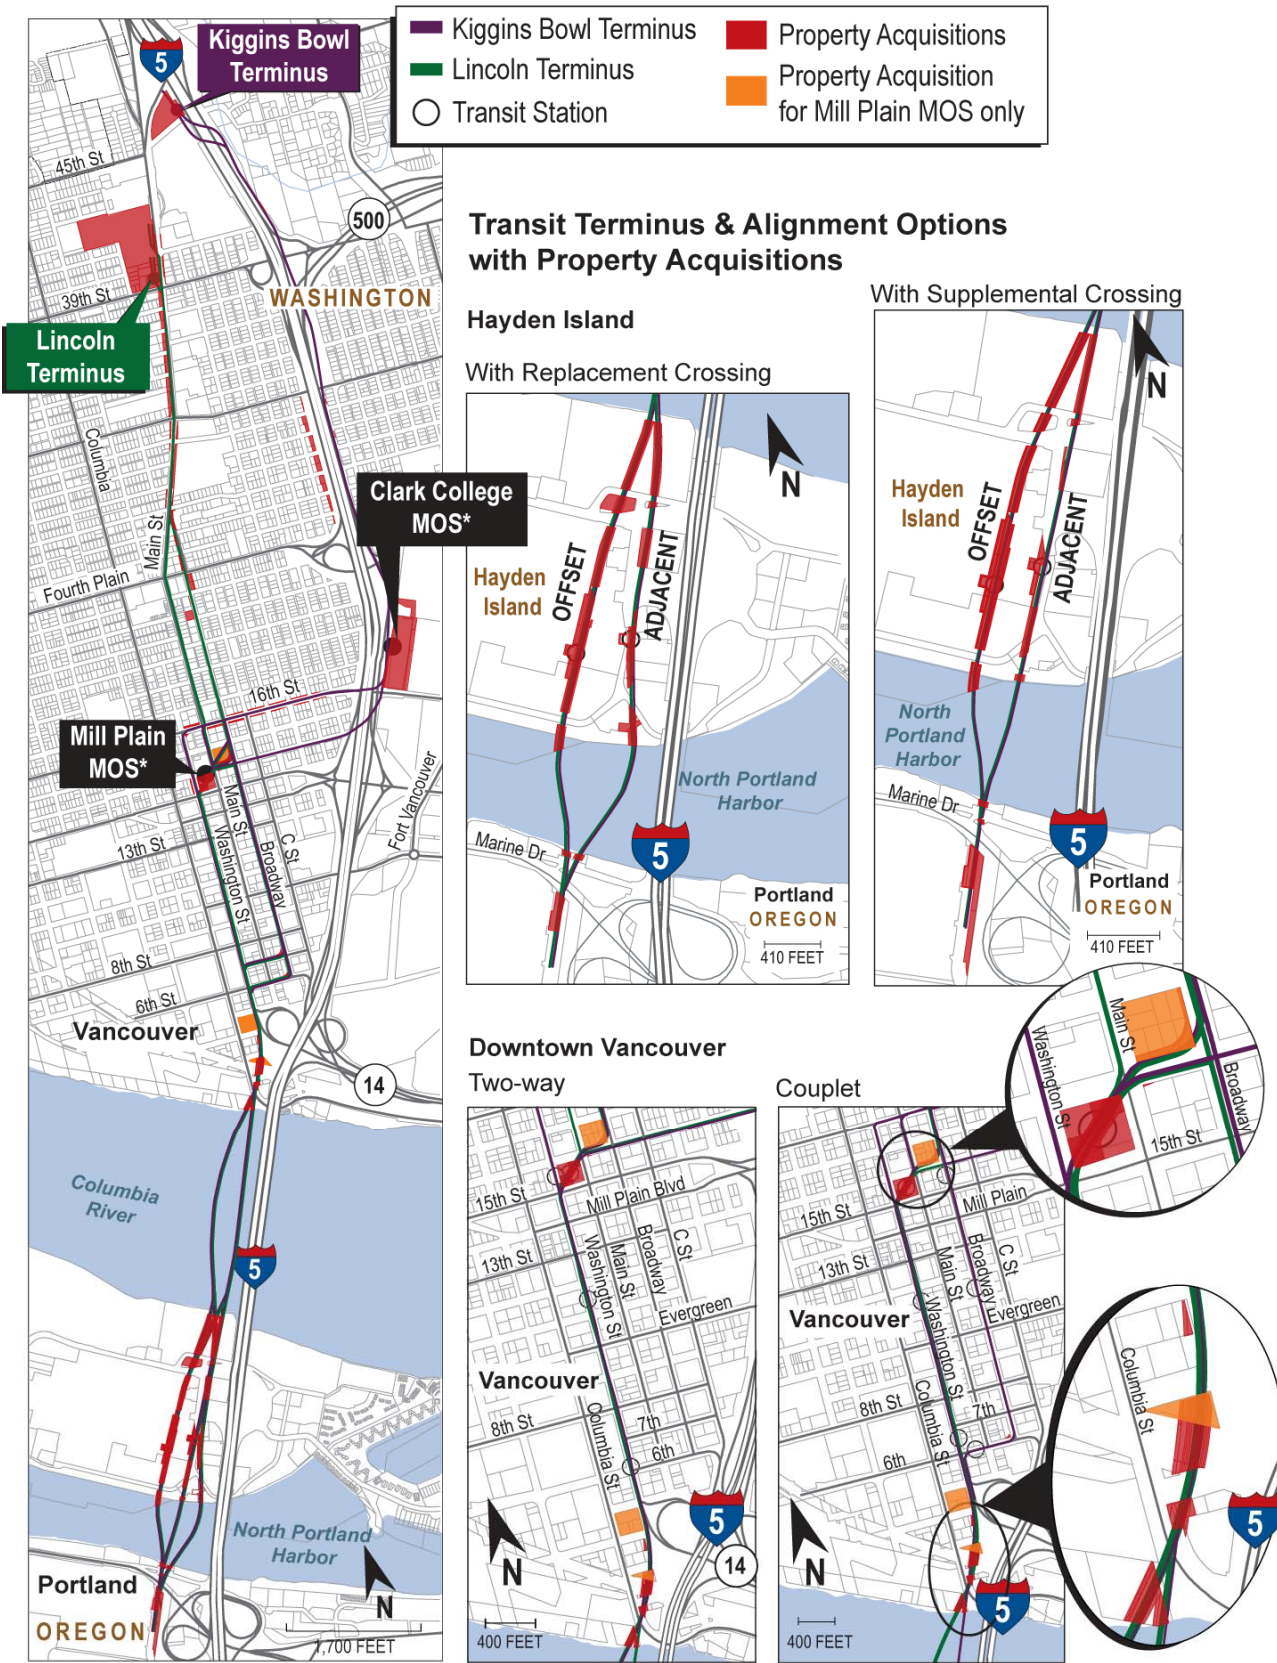 Kiggins Bowl Terminus
Lincoln Terminus
Transit Station
Property Acquisitions
Property Acquisition
for Mill Plain MOS only
5
Kiggins Bowl
Terminus
45th St
500
39th St
WASHINGTON
Lincoln
Terminus
Columbia
Main St
Clark College
MOS*
Fourth Plain
16th St
Mill Plain
MOS*
Fort Vancouver
Main St
C St
13th St
Washington St
Broadway
8th St
6th St
Vancouver
14
Columbia
River
5
North Portland
Harbor
Portland
OREGON
N
1,700 FEET
Transit Terminus & Alignment Options
with Property Acquisitions
Hayden Island
With Replacement Crossing
N
Hayden
Island
OFFSET
ADJACENT
North Portland
Harbor
Marine Dr
5
Portland
OREGON
410 FEET
With Supplemental Crossing
N
Hayden
Island
OFFSET
ADJACENT
North
Portland
Harbor
Marine Dr
5
Portland
OREGON
410 FEET
Downtown Vancouver
Two-way
15th St
Mill Plain Blvd
13th St
Washington St
Main St
Broadway
C St
Evergreen
Vancouver
8th St
Columbia St
7th
6th
5
14
N
400 FEET
Couplet
15th St
Mill Plain
13th St
Main St
Broadway
C St
Washington St
Evergreen
Vancouver
8th St
Columbia St
7th
6th
N
5
400 FEET
Main St
Washington St
Broadway
15th St
Columbia St
5